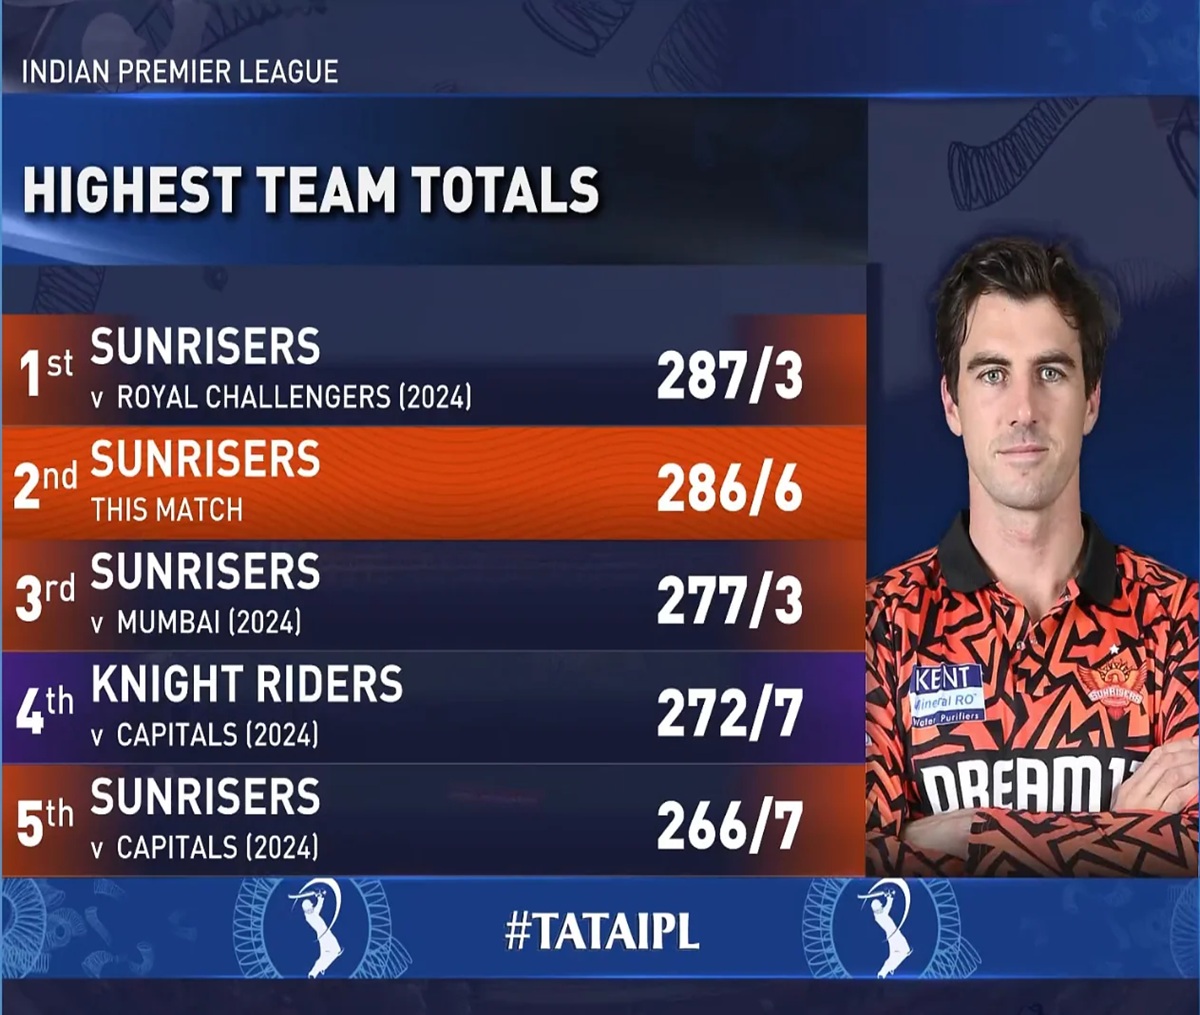 INDIAN PREMIER LEAGUE
HIGHEST TEAM TOTALS
1st SUNRISERS
v ROYAL CHALLENGERS (2024)
287/3
2nd SUNRISERS
THIS MATCH
286/6
3rd SUNRISERS
v MUMBAI (2024)
277/3
4th KNIGHT RIDERS
v CAPITALS (2024)
272/7
5th SUNRISERS
v CAPITALS (2024)
266/7
KENT
Mineral RO
Water Purifiers
SUNRISERS
DREAM11
#TATAIPL